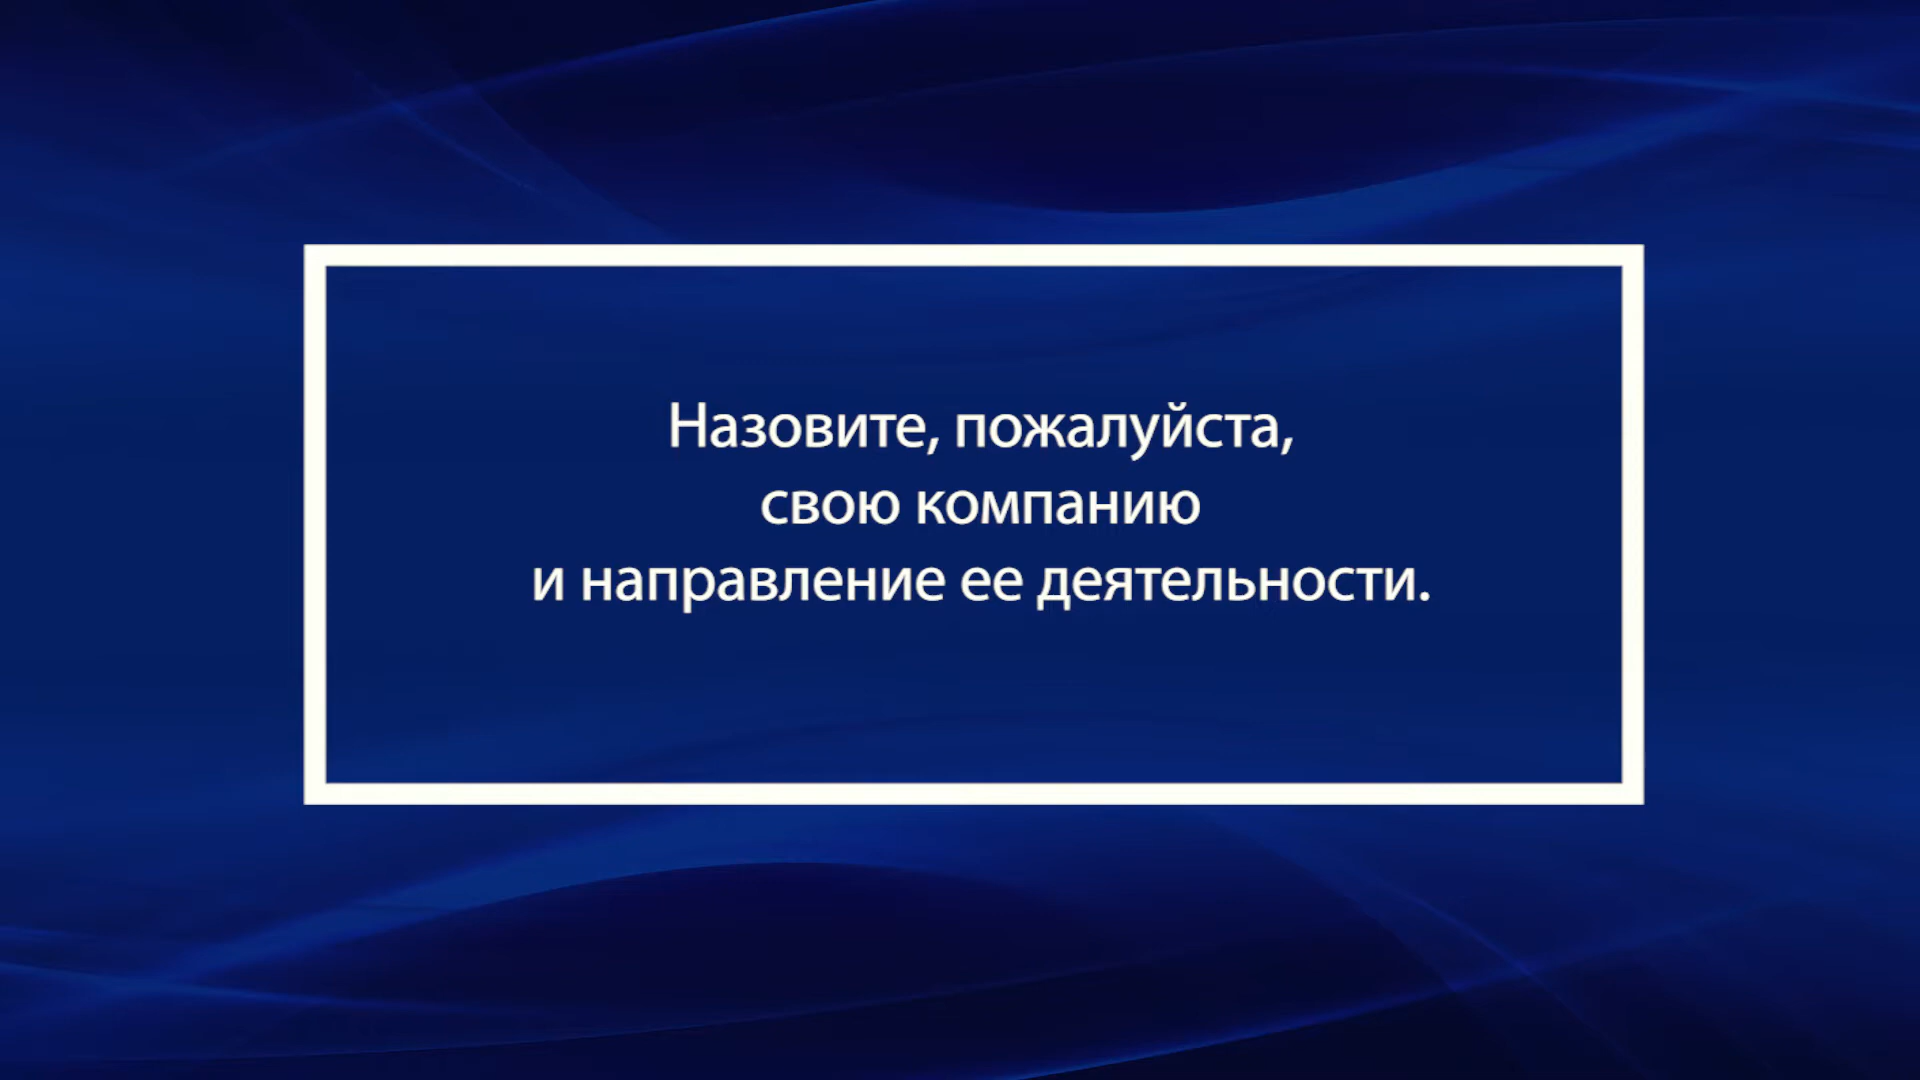 Назовите, пожалуйста,
свою компанию
и направление ее деятельности.